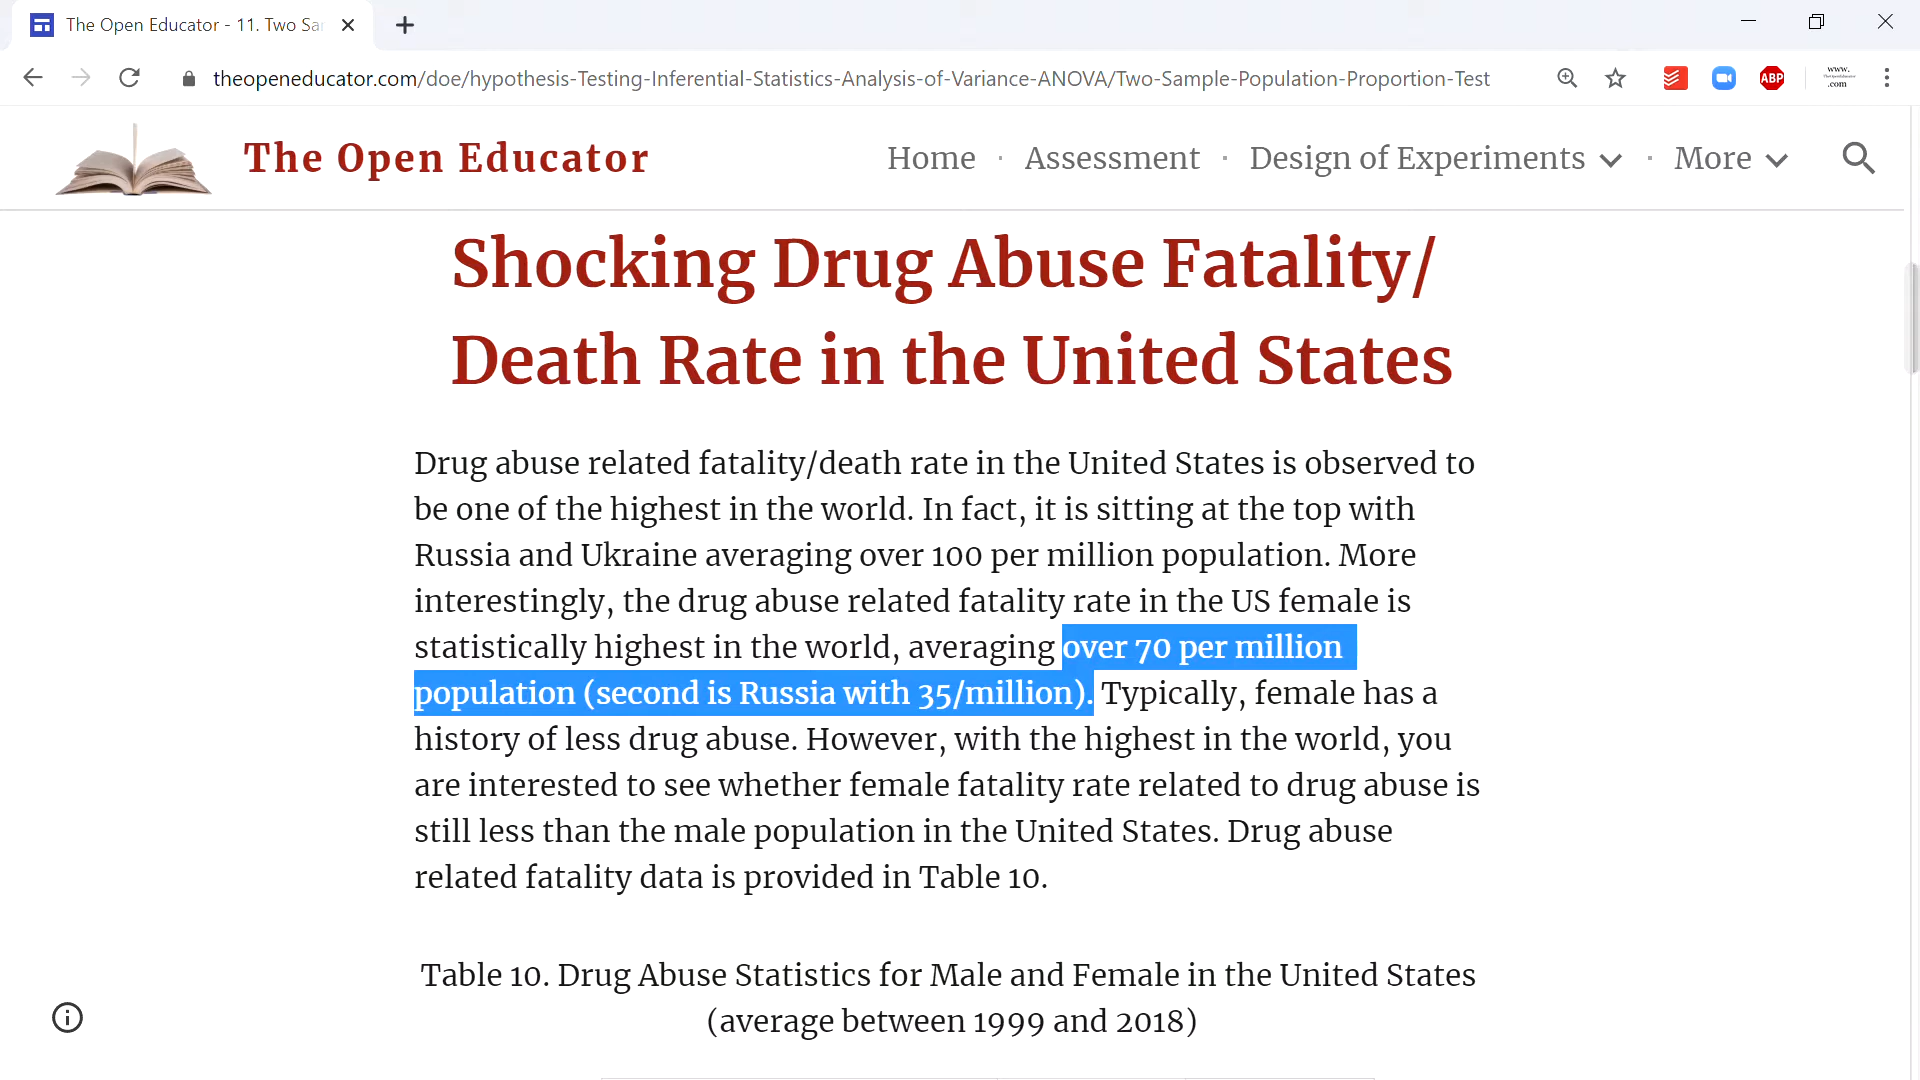 The Open Educator - 11. Two Sa
theopeneducator.com/doe/hypothesis-Testing-Inferential-Statistics-Analysis-of-Variance-ANOVA/Two-Sample-Population-Proportion-Test
ABP
www.
.com
The Open Educator
Home · Assessment · Design of Experiments · More
Shocking Drug Abuse Fatality/
Death Rate in the United States
Drug abuse related fatality/death rate in the United States is observed to
be one of the highest in the world. In fact, it is sitting at the top with
Russia and Ukraine averaging over 100 per million population. More
interestingly, the drug abuse related fatality rate in the US female is
statistically highest in the world, averaging over 70 per million
population (second is Russia with 35/million). Typically, female has a
history of less drug abuse. However, with the highest in the world, you
are interested to see whether female fatality rate related to drug abuse is
still less than the male population in the United States. Drug abuse
related fatality data is provided in Table 10.
Table 10. Drug Abuse Statistics for Male and Female in the United States
(average between 1999 and 2018)